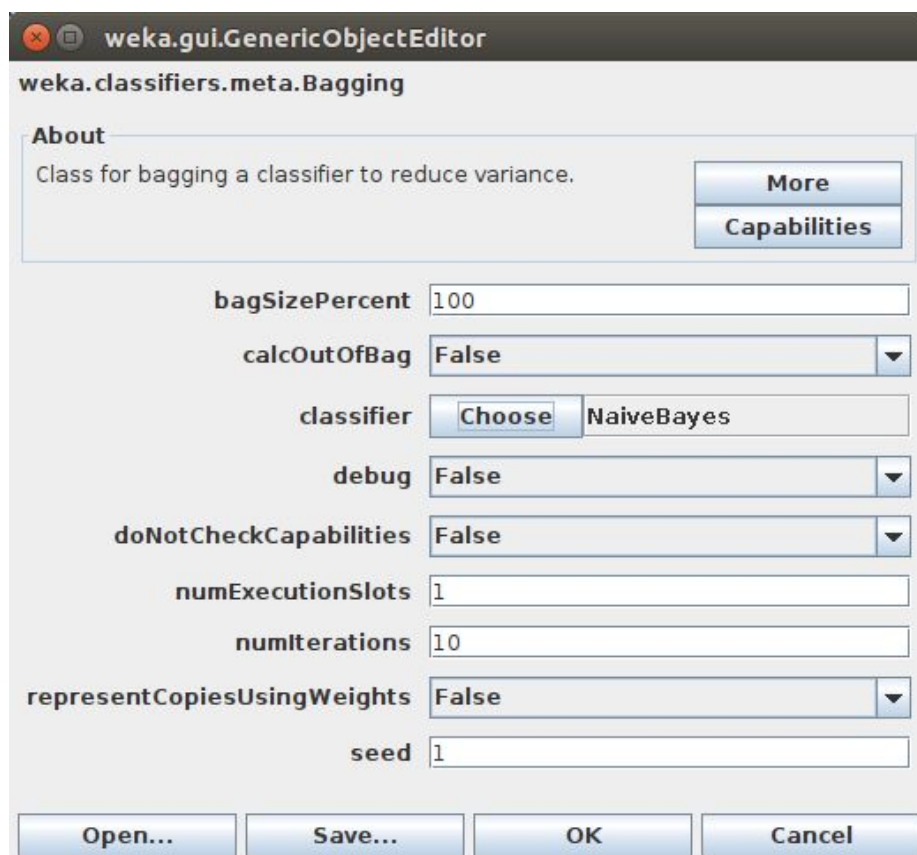 weka.gui.GenericObjectEditor
weka.classifiers.meta.Bagging
About
Class for bagging a classifier to reduce variance.
More
Capabilities
bagSizePercent 100
calcOutOfBag False
classifier Choose NaiveBayes
debug False
doNotCheckCapabilities False
numExecutionSlots 1
numIterations 10
representCopiesUsingWeights False
seed 1
Open... Save... OK Cancel